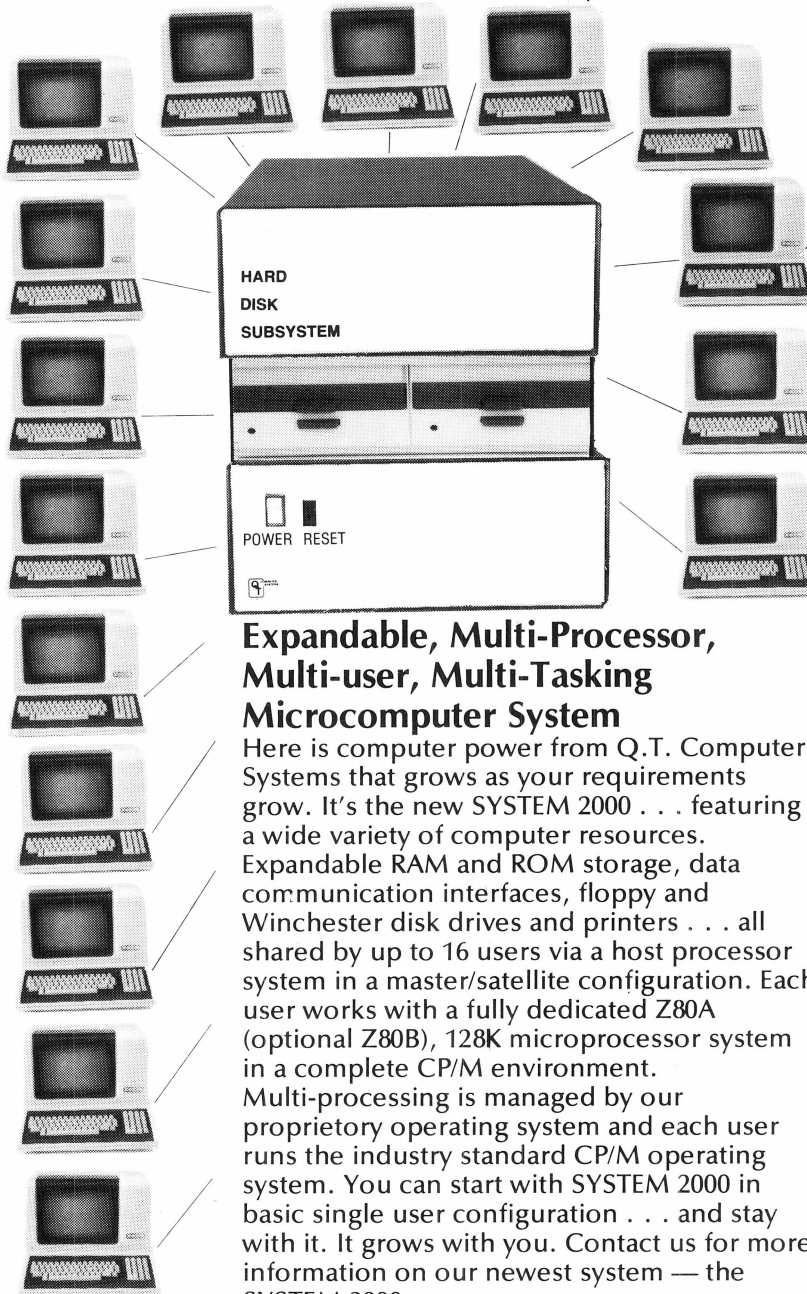 HARD
DISK
SUBSYSTEM
POWER RESET
QT
Expandable, Multi-Processor,
Multi-user, Multi-Tasking
Microcomputer System
Here is computer power from Q.T. Computer
Systems that grows as your requirements
grow. It's the new SYSTEM 2000 . . . featuring
a wide variety of computer resources.
Expandable RAM and ROM storage, data
communication interfaces, floppy and
Winchester disk drives and printers . . . all
shared by up to 16 users via a host processor
system in a master/satellite configuration. Each
user works with a fully dedicated Z80A
(optional Z80B), 128K microprocessor system
in a complete CP/M environment.
Multi-processing is managed by our
proprietory operating system and each user
runs the industry standard CP/M operating
system. You can start with SYSTEM 2000 in
basic single user configuration . . . and stay
with it. It grows with you. Contact us for more
information on our newest system — the
SYSTEM 2000